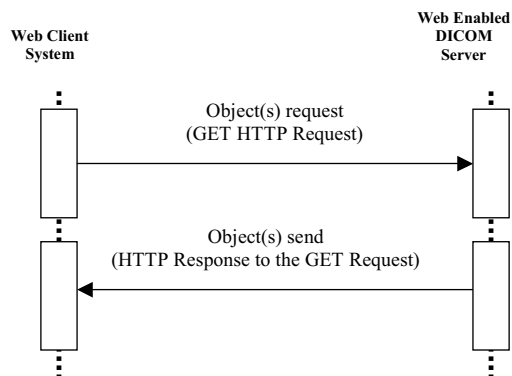 Web Client
System
Web Enabled
DICOM
Server
Object(s) request
(GET HTTP Request)
Object(s) send
(HTTP Response to the GET Request)